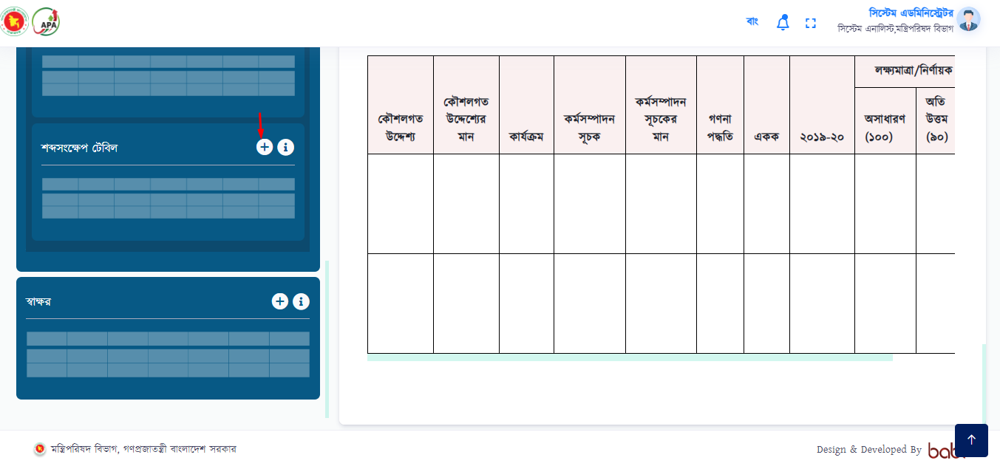 APA
বাং
সিস্টেম এডমিনিস্ট্রেটর
সিস্টেম এনালিস্ট,মন্ত্রিপরিষদ বিভাগ
শব্দসংক্ষেপ টেবিল
স্বাক্ষর
কৌশলগত
উদ্দেশ্য
কৌশলগত
উদ্দেশ্যের
মান
কার্যক্রম
কর্মসম্পাদন
সূচক
কর্মসম্পাদন
সূচকের
মান
গণনা
পদ্ধতি
একক
২০১৯-২০
লক্ষ্যমাত্রা/নির্ণায়ক
অসাধারণ
(১০০)
অতি
উত্তম
(৯০)
মন্ত্রিপরিষদ বিভাগ, গণপ্রজাতন্ত্রী বাংলাদেশ সরকার
Design & Developed By